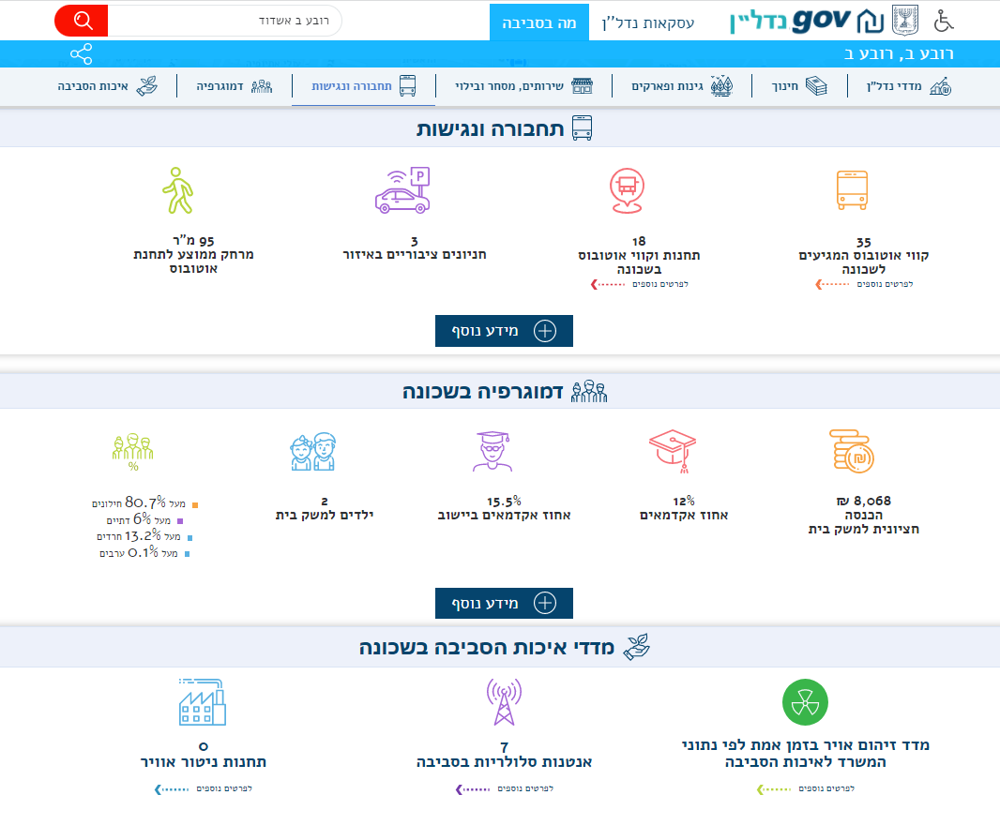 gov נדל״ן
עסקאות נדל״ן
מה בסביבה
רובע ב אשדוד
רובע ב, רובע ב
מדדי נדל״ן
חינוך
גינות ופארקים
שירותים, מסחר ובילוי
תחבורה ונגישות
דמוגרפיה
איכות הסביבה
תחבורה ונגישות
35
קווי אוטובוס המגיעים
לשכונה
לפרטים נוספים
18
תחנות וקווי אוטובוס
בשכונה
לפרטים נוספים
P
3
חניונים ציבוריים באיזור
95 מ"ר
מרחק ממוצע לתחנת
אוטובוס
מידע נוסף
דמוגרפיה בשכונה
8,068 ₪
הכנסה
חציונית למשק בית
12%
אחוז אקדמאים
15.5%
אחוז אקדמאים ביישוב
2
ילדים למשק בית
%
מעל 80.7% חילונים
מעל 6% דתיים
מעל 13.2% חרדים
מעל 0.1% ערבים
מידע נוסף
מדדי איכות הסביבה בשכונה
מדד זיהום אויר בזמן אמת לפי נתוני
המשרד לאיכות הסביבה
לפרטים נוספים
7
אנטנות סלולריות בסביבה
לפרטים נוספים
0
תחנות ניטור אוויר
לפרטים נוספים